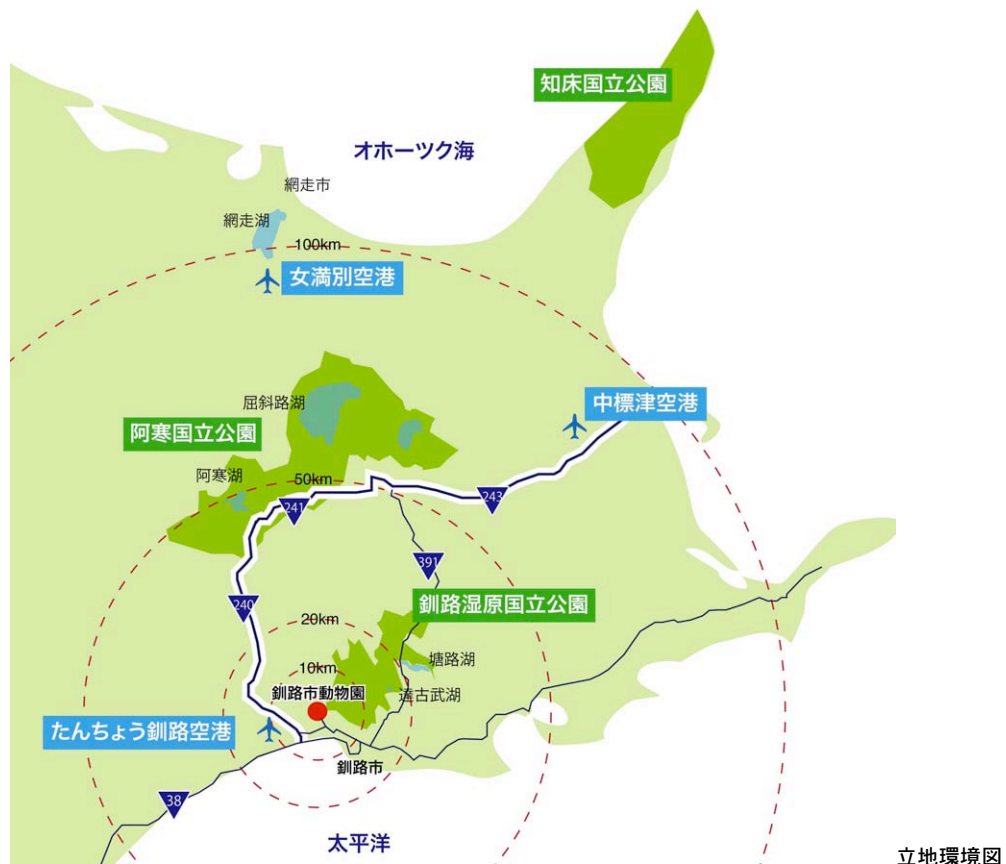 知床国立公園
オホーツク海
網走市
網走湖
100km
女満別空港
屈斜路湖
中標津空港
阿寒国立公園
阿寒湖
50km
241
243
391
240
釧路湿原国立公園
20km
塘路湖
10km
釧路市動物園
達古武湖
たんちょう釧路空港
釧路市
38
太平洋
立地環境図